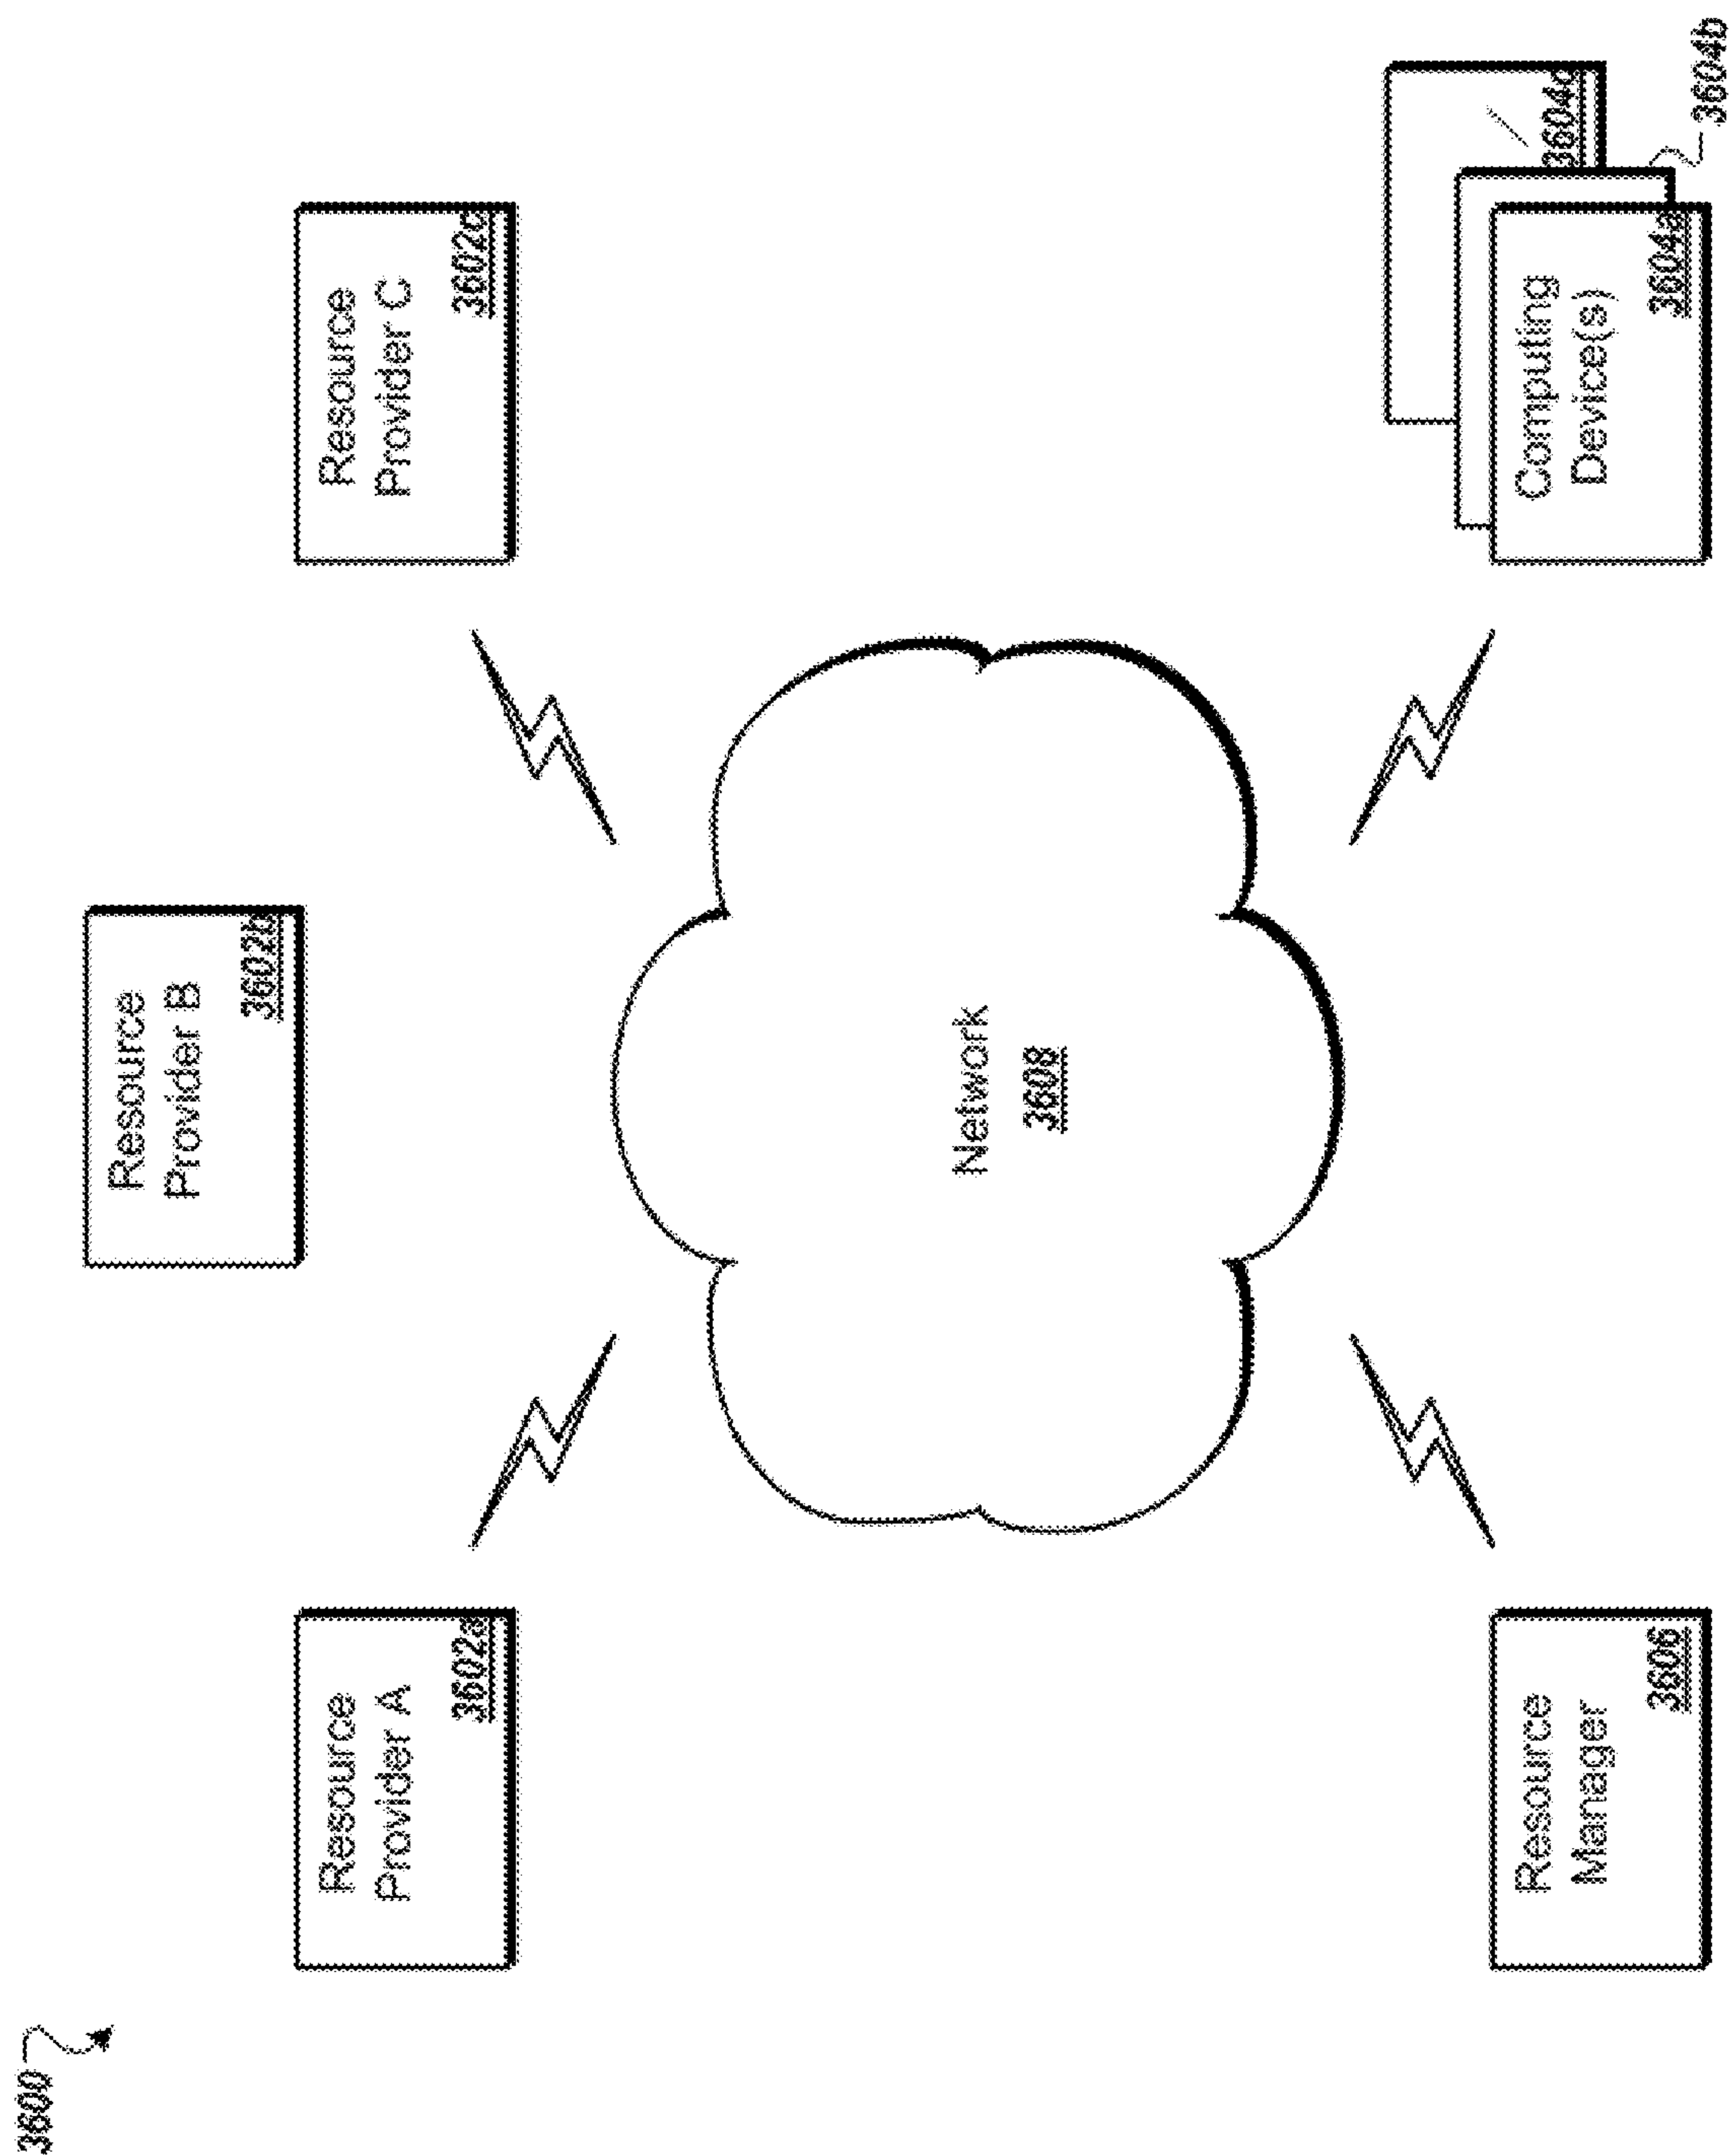 3600
Resource
Provider B
3602b
Resource
Provider A
3602a
Resource
Provider C
3602c
Network
3608
Resource
Manager
3606
3604c
Computing
Device(s)
3604a
3604b